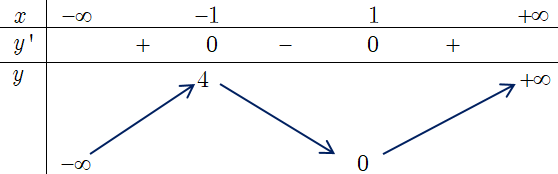 x −∞ −1 1 +∞
y' + 0 − 0 +
y 4 +∞
−∞ 0